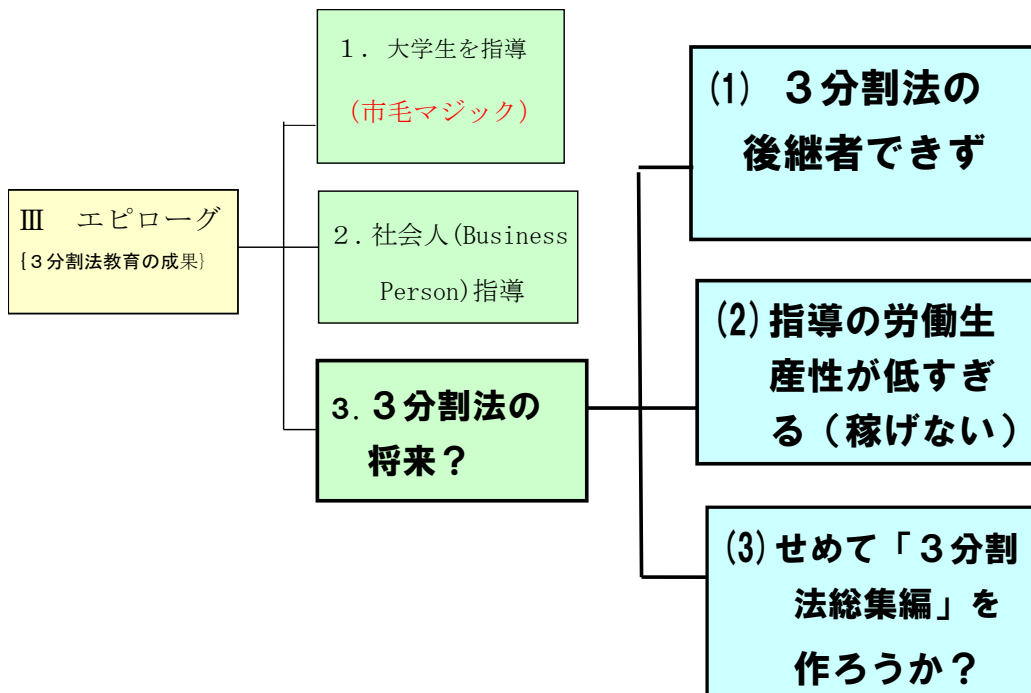 Ⅲ　エピローグ
{３分割法教育の成果}
１．大学生を指導
(市毛マジック)
２．社会人(Business
Person)指導
3．３分割法の
将来？
(1)　３分割法の
後継者できず
(2)指導の労働生
産性が低すぎ
る（稼げない）
(3)せめて「３分割
法総集編」を
作ろうか？